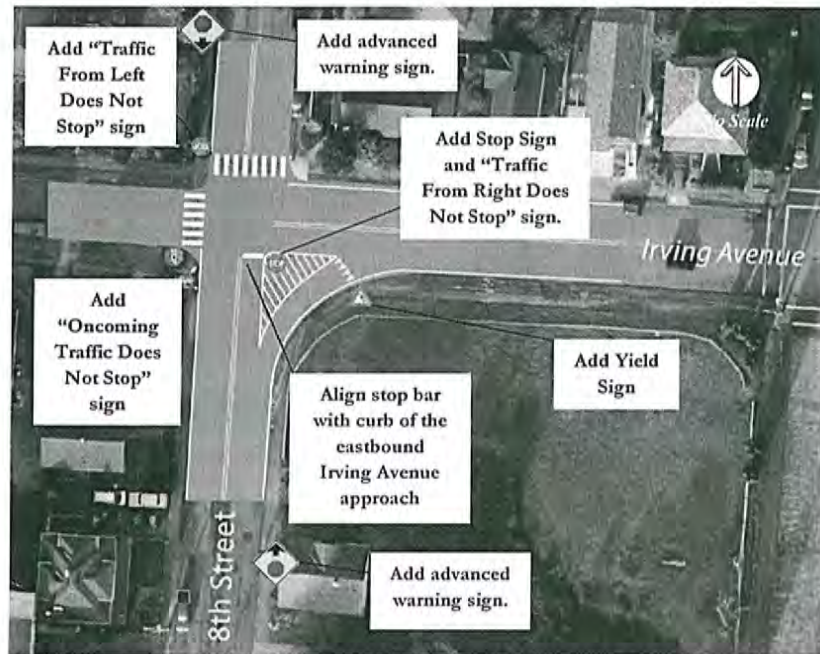 Add “Traffic
From Left
Does Not
Stop” sign
Add advanced
warning sign.
Add Stop Sign
and “Traffic
From Right Does
Not Stop” sign.
to Scale
Irving Avenue
Add
“Oncoming
Traffic Does
Not Stop”
sign
Align stop bar
with curb of the
eastbound
Irving Avenue
approach
Add Yield
Sign
8th Street
Add advanced
warning sign.